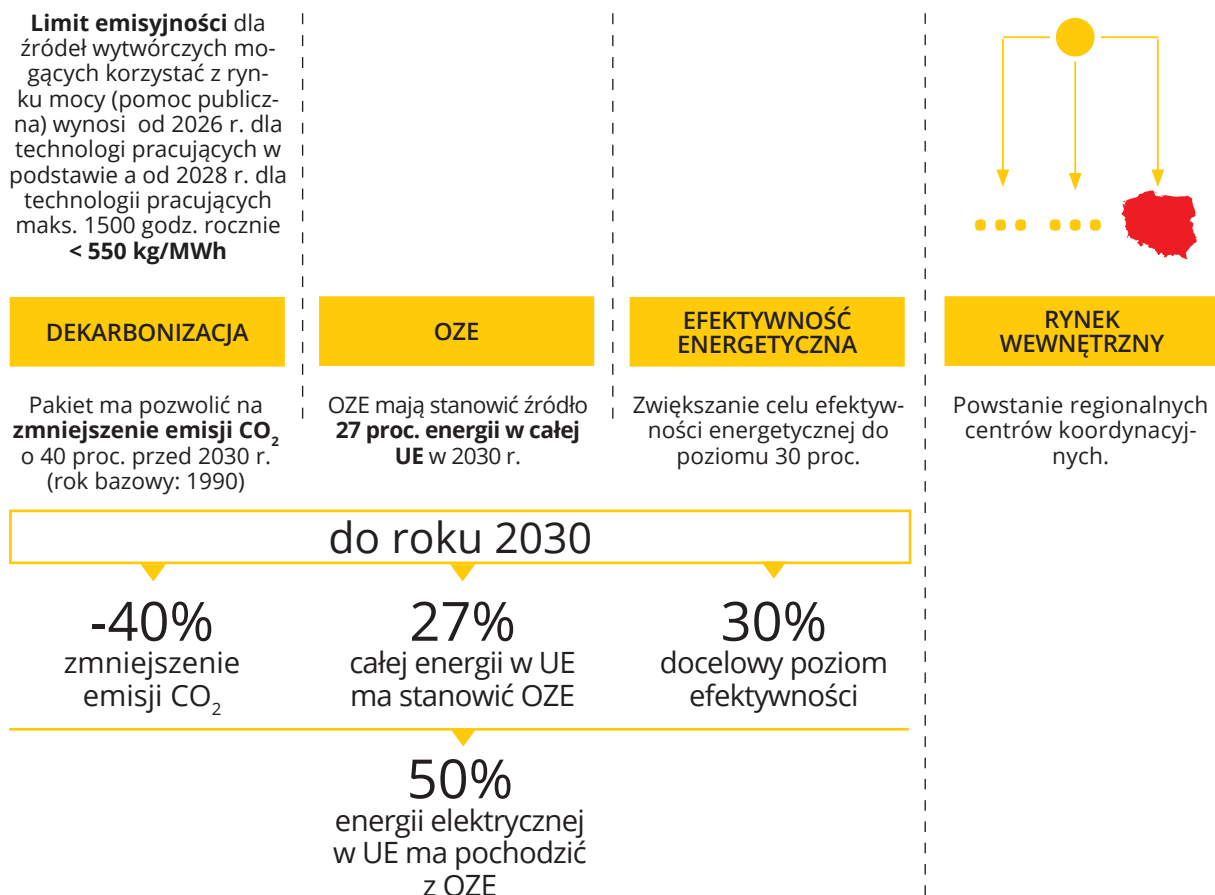 Limit emisyjności dla
źródeł wytwórczych mo-
gących korzystać z ryn-
ku mocy (pomoc publicz-
na) wynosi od 2026 r. dla
technologi pracujących w
podstawie a od 2028 r. dla
technologii pracujących
maks. 1500 godz. rocznie
< 550 kg/MWh
DEKARBONIZACJA
Pakiet ma pozwolić na
zmniejszenie emisji CO₂
o 40 proc. przed 2030 r.
(rok bazowy: 1990)
OZE
OZE mają stanowić źródło
27 proc. energii w całej
UE w 2030 r.
EFEKTYWNOŚĆ
ENERGETYCZNA
Zwiększanie celu efektyw-
ności energetycznej do
poziomu 30 proc.
RYNEK
WEWNĘTRZNY
Powstanie regionalnych
centrów koordynacyj-
nych.
do roku 2030
-40%
zmniejszenie
emisji CO₂
27%
całej energii w UE
ma stanowić OZE
30%
docelowy poziom
efektywności
50%
energii elektrycznej
w UE ma pochodzić
z OZE